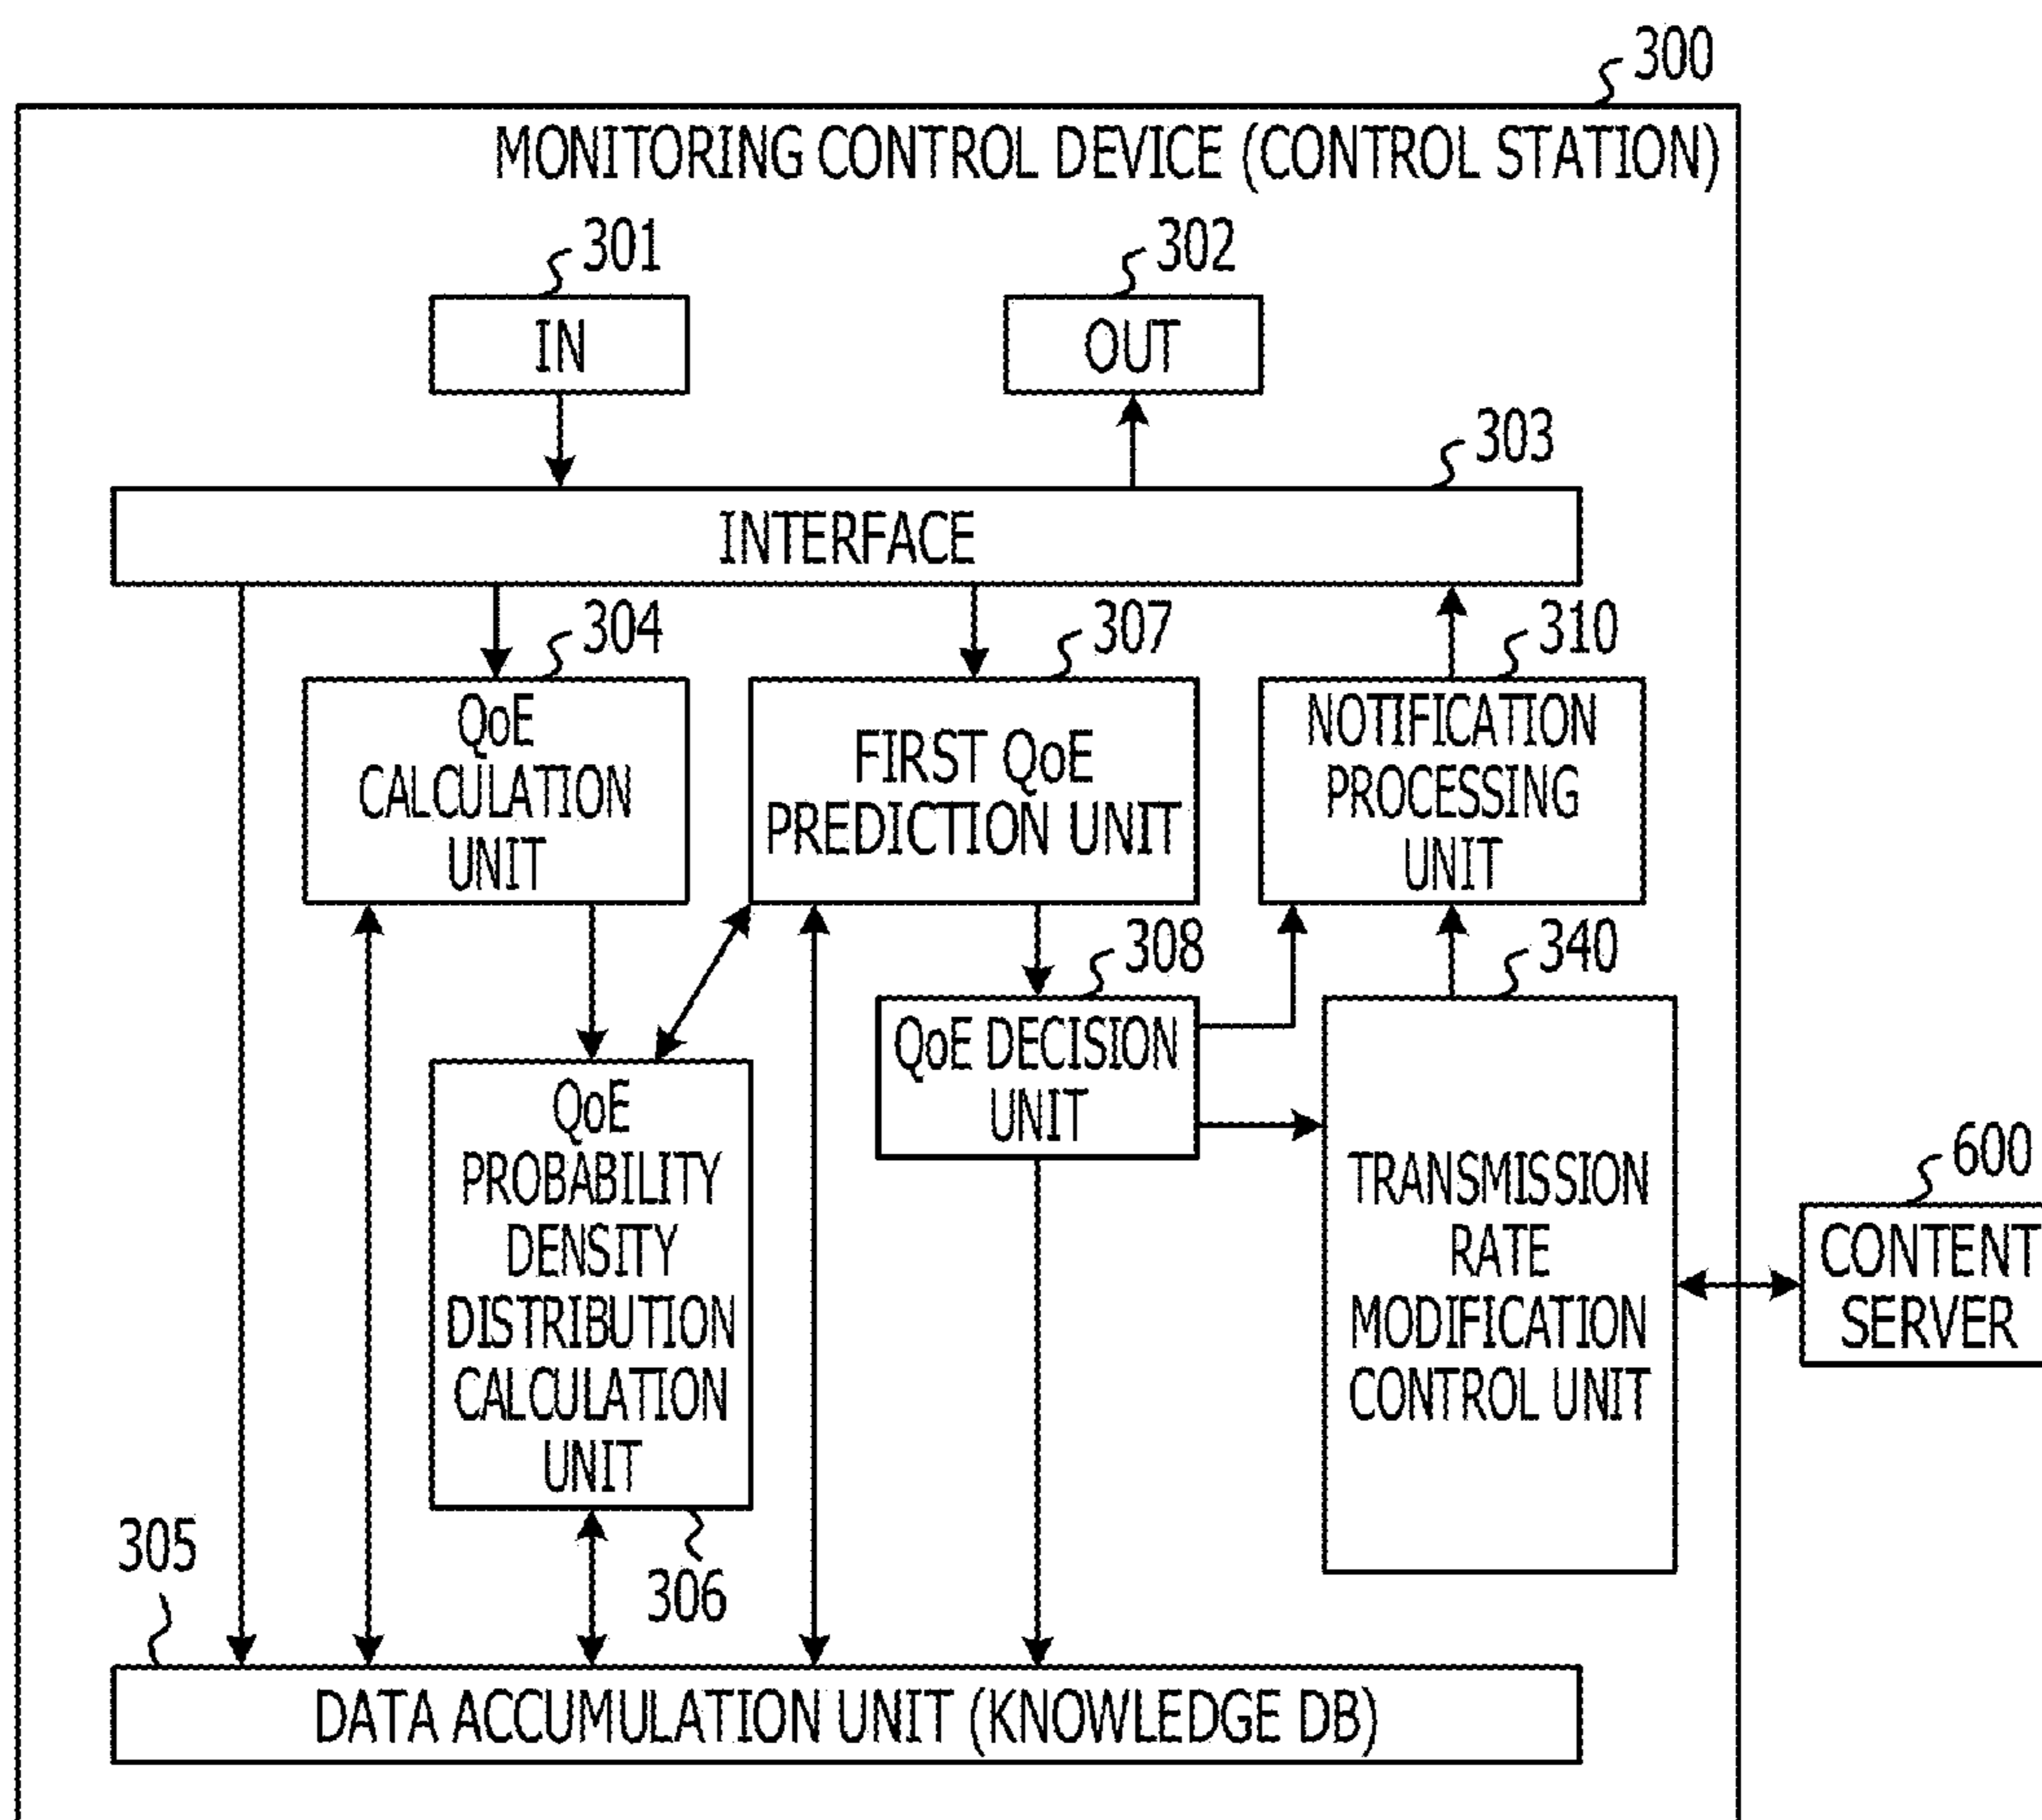 300
MONITORING CONTROL DEVICE (CONTROL STATION)
301
302
IN
OUT
303
INTERFACE
304
307
310
QoE
CALCULATION
UNIT
FIRST QoE
PREDICTION UNIT
NOTIFICATION
PROCESSING
UNIT
308
340
QoE DECISION
UNIT
QoE
PROBABILITY
DENSITY
DISTRIBUTION
CALCULATION
UNIT
TRANSMISSION
RATE
MODIFICATION
CONTROL UNIT
600
CONTENT
SERVER
305
306
DATA ACCUMULATION UNIT (KNOWLEDGE DB)